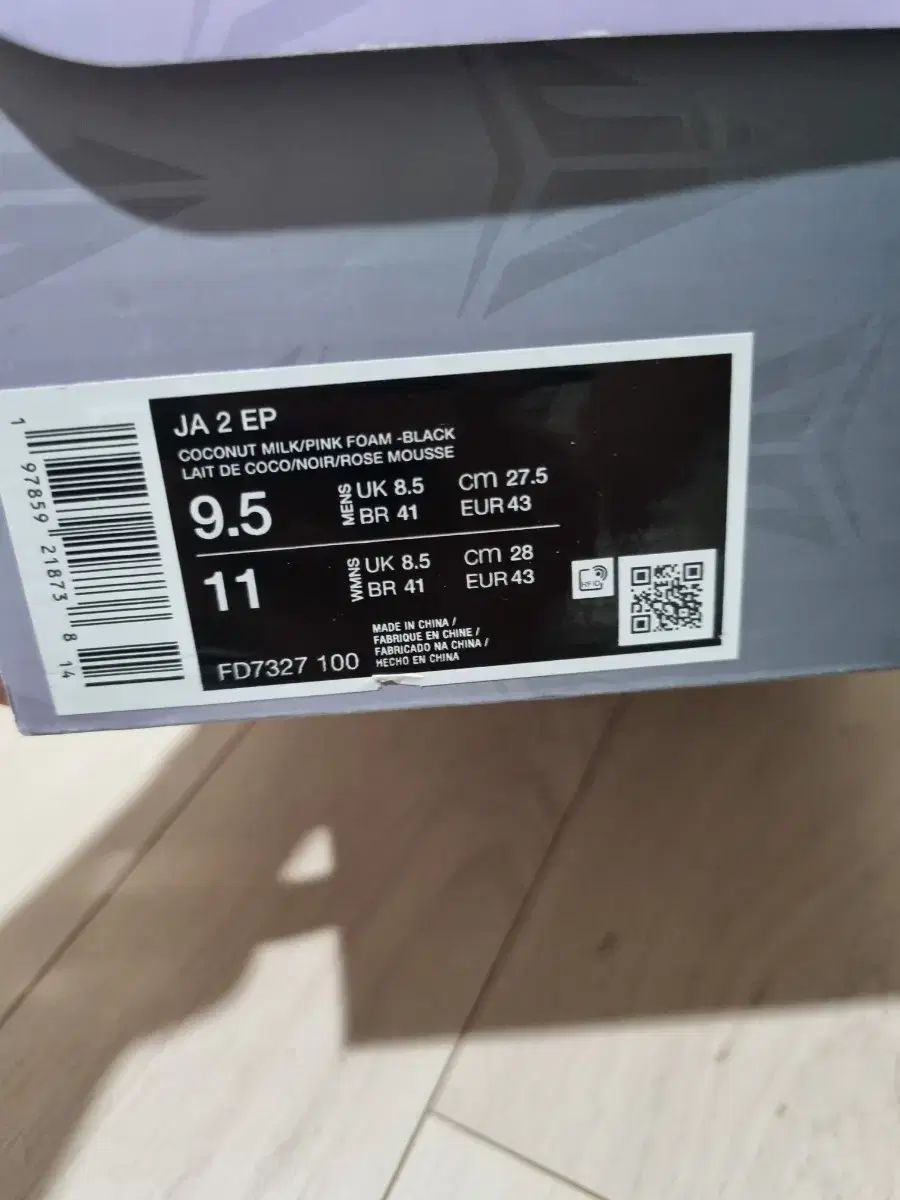 JA 2 EP
COCONUT MILK/PINK FOAM -BLACK
LAIT DE COCO/NOIR/ROSE MOUSSE
9.5 MENS UK 8.5 cm 27.5
BR 41 EUR 43
11 WMNS UK 8.5 cm 28
BR 41 EUR 43
MADE IN CHINA /
FABRIQUE EN CHINE /
FABRICADO NA CHINA /
HECHO EN CHINA
FD7327 100
RFID
1 97859 21873 8 14